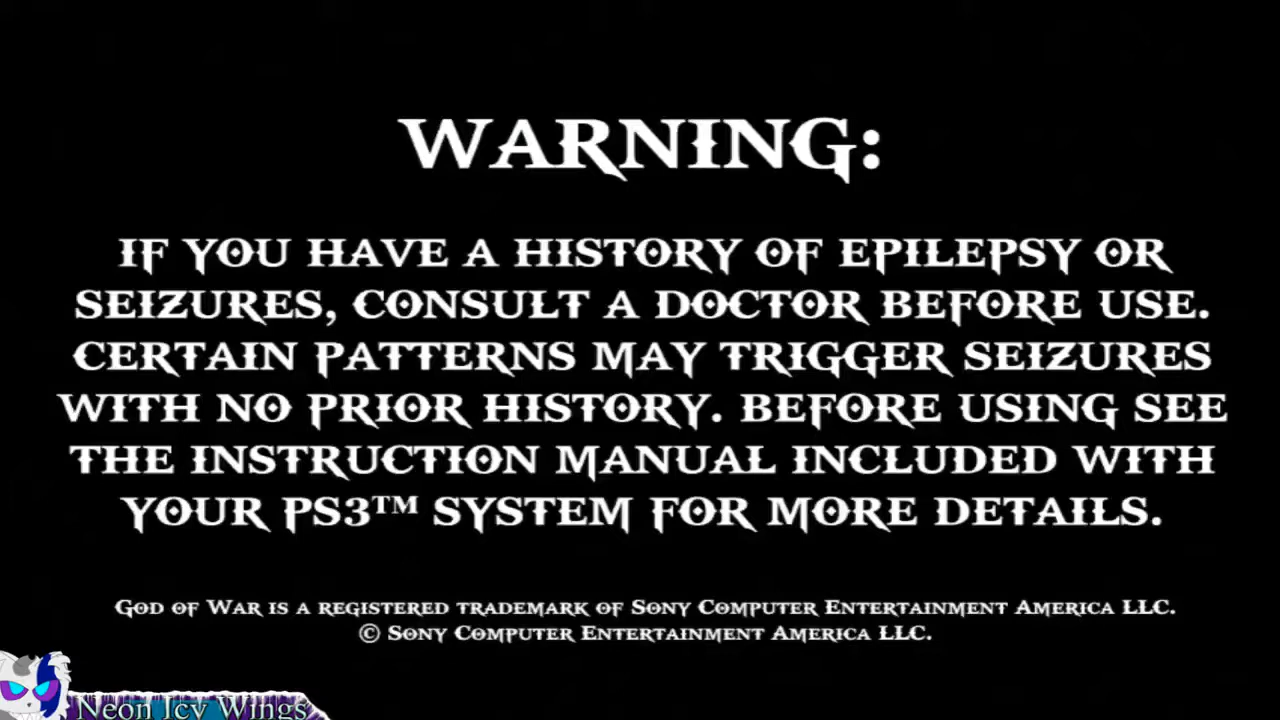 WARNING:
IF YOU HAVE A HISTORY OF EPILEPSY OR
SEIZURES, CONSULT A DOCTOR BEFORE USE.
CERTAIN PATTERNS MAY TRIGGER SEIZURES
WITH NO PRIOR HISTORY. BEFORE USING SEE
THE INSTRUCTION MANUAL INCLUDED WITH
YOUR PS3™ SYSTEM FOR MORE DETAILS.
GOD OF WAR IS A REGISTERED TRADEMARK OF SONY COMPUTER ENTERTAINMENT AMERICA LLC.
© SONY COMPUTER ENTERTAINMENT AMERICA LLC.
Neon Icy Wings